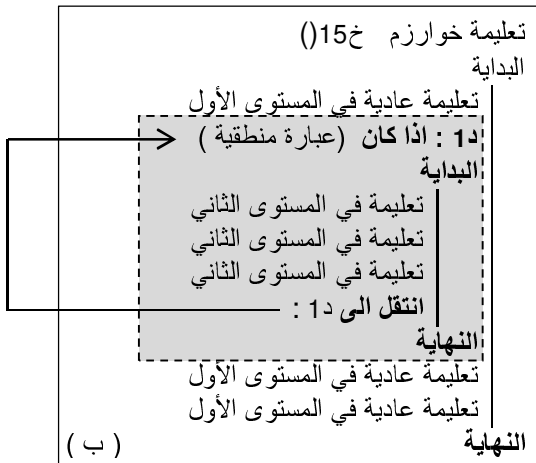 تعليمة خوارزم خ15()
البداية
تعليمة عادية في المستوى الأول
د1 : اذا كان (عبارة منطقية )
البداية
تعليمة في المستوى الثاني
تعليمة في المستوى الثاني
تعليمة في المستوى الثاني
انتقل الى د1 :
النهاية
تعليمة عادية في المستوى الأول
تعليمة عادية في المستوى الأول
النهاية
( ب )